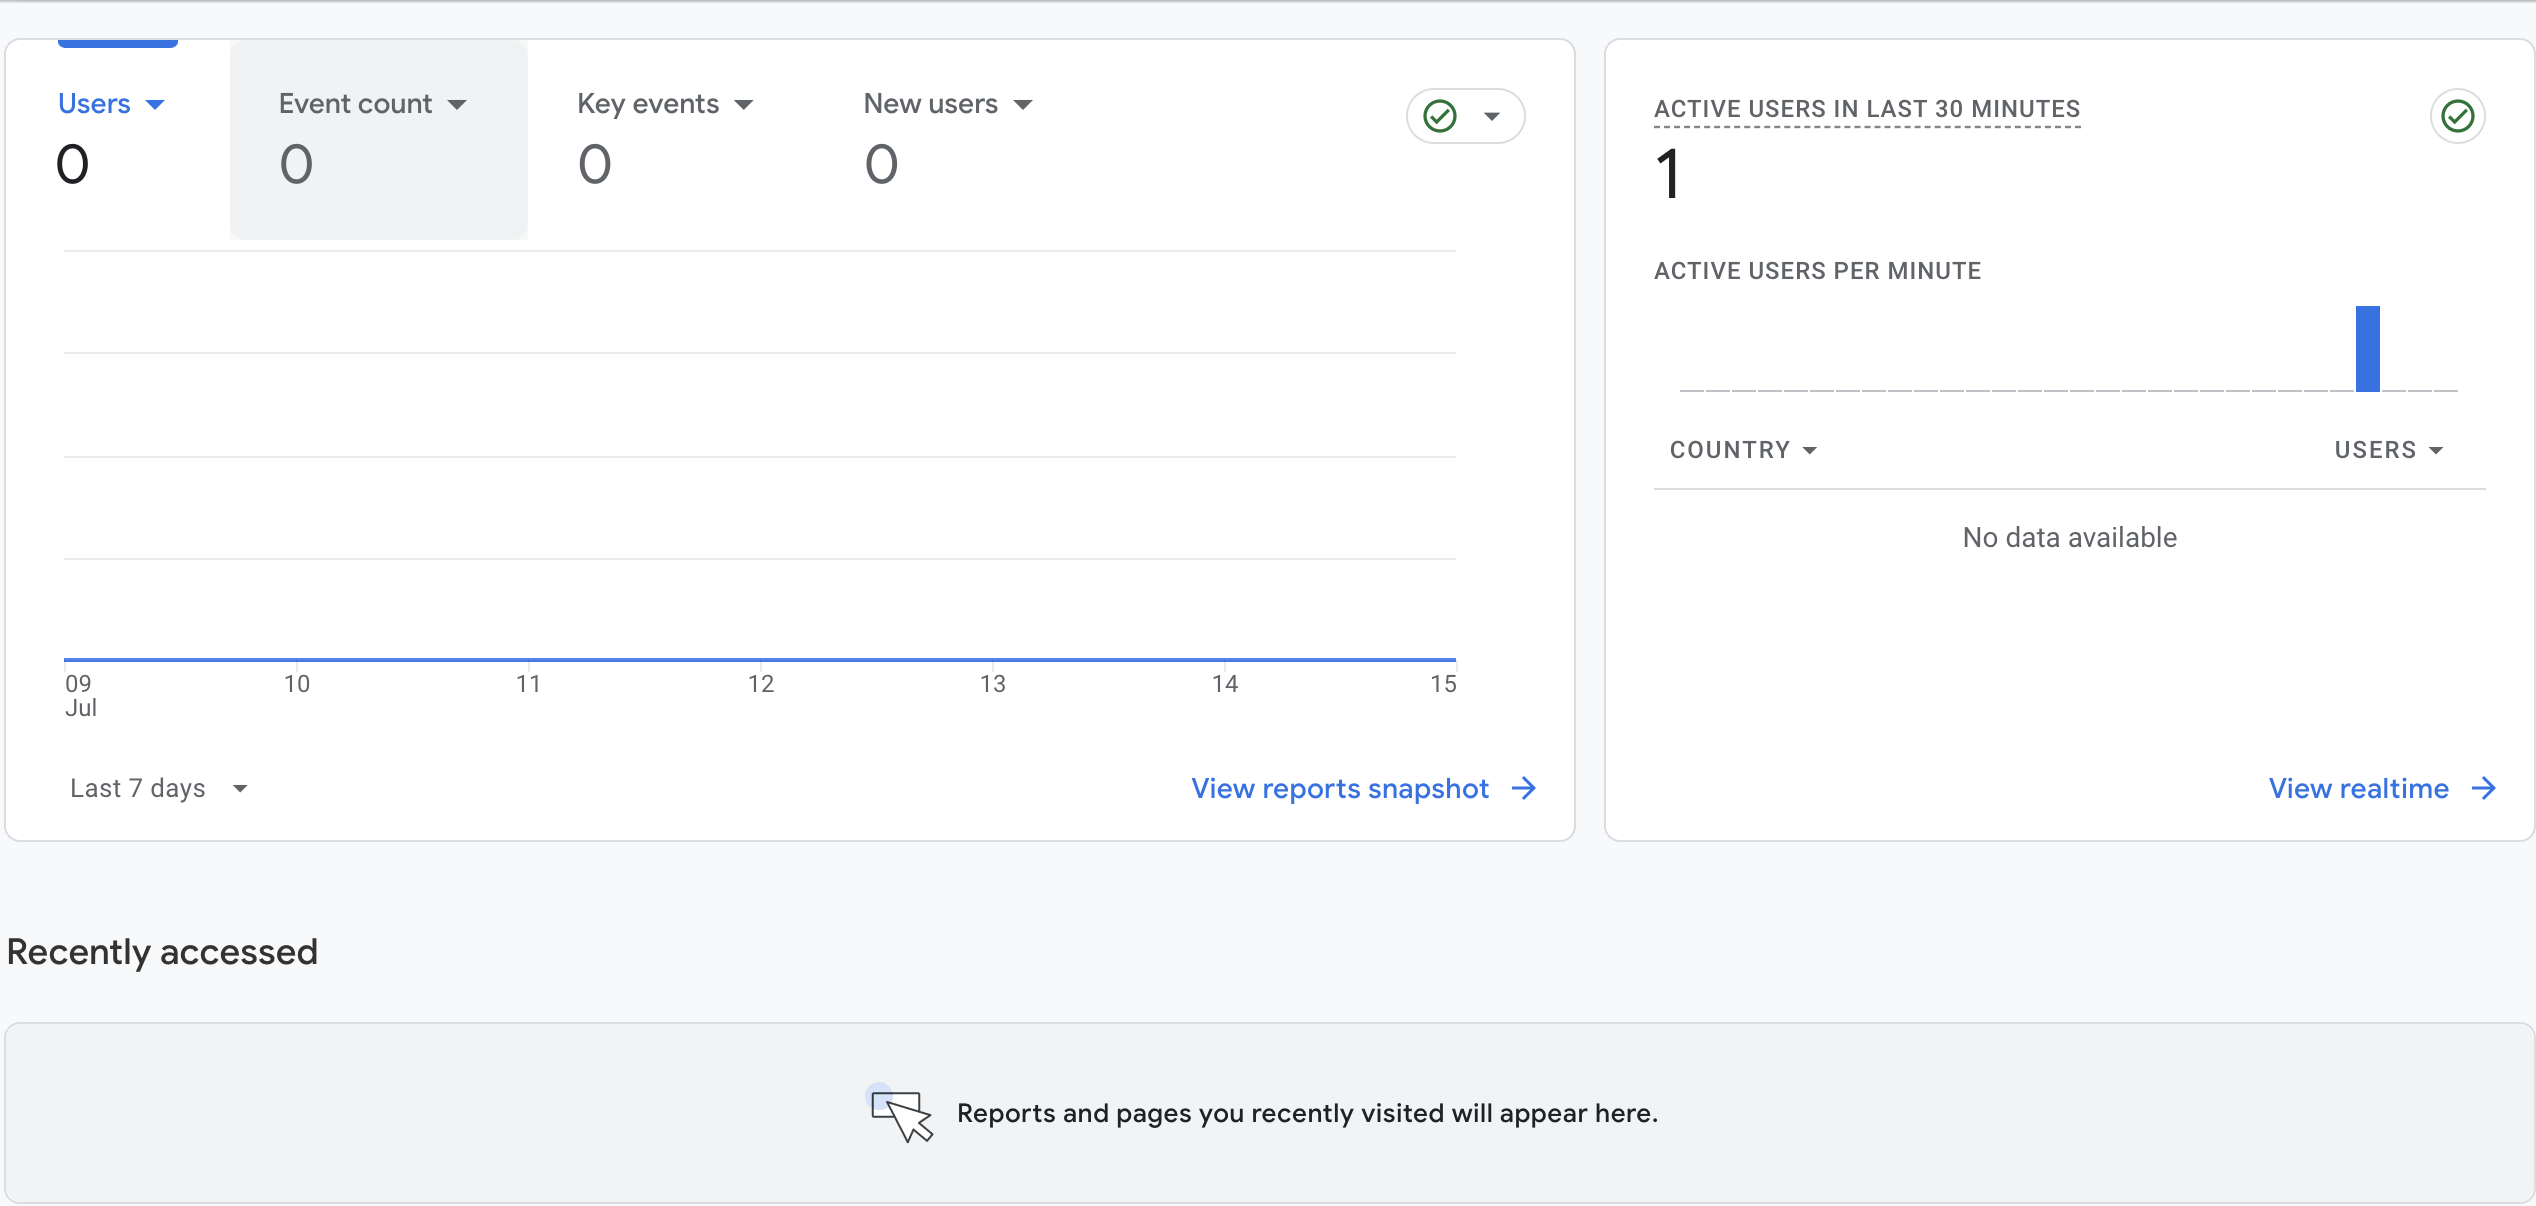 Users
Event count
Key events
New users
0
0
0
0
09
Jul
10
11
12
13
14
15
Last 7 days
View reports snapshot
ACTIVE USERS IN LAST 30 MINUTES
1
ACTIVE USERS PER MINUTE
COUNTRY
USERS
No data available
View realtime
Recently accessed
Reports and pages you recently visited will appear here.